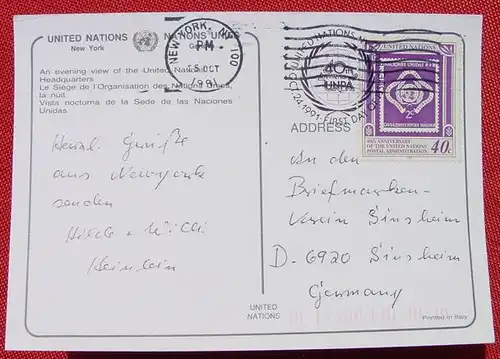 UNITED NATIONS
NATIONS UNIES
New York
An evening view of the United Nations
Headquarters
Le Siège de l'Organisation des Nations Unies,
la nuit
Vista nocturna de la Sede de las Naciones
Unidas
Herzl. Grüße
aus Newyork
senden
NEW YORK, NY 100
PM
OCT
1991
UNITED NATIONS
40th
UNPA
1991-FIRST DAY
UNITED NATIONS
40th ANNIVERSARY
OF THE UNITED NATIONS
POSTAL ADMINISTRATION
40c
ADDRESS
An den
Briefmarken-
Verein Sinsheim
D-6920 Sinsheim
Germany
UNITED
NATIONS
Printed in Italy